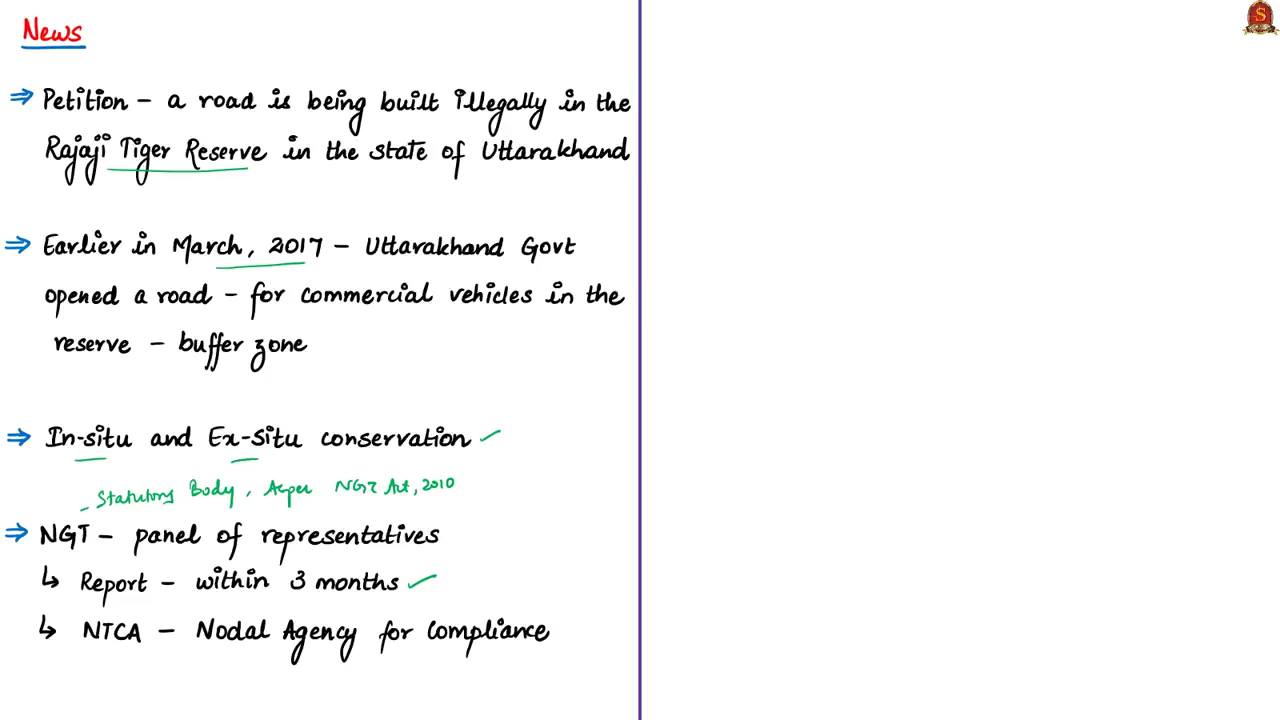 News
⇒ Petition – a road is being built illegally in the
Rajaji Tiger Reserve in the state of Uttarakhand
⇒ Earlier in March, 2017 – Uttarakhand Govt
opened a road – for commercial vehicles in the
reserve – buffer zone
⇒ In-situ and Ex-situ conservation ✓
- Statutory Body, Asper NGT Act, 2010
⇒ NGT – panel of representatives
↳ Report – within 3 months ✓
↳ NTCA – Nodal Agency for Compliance
S